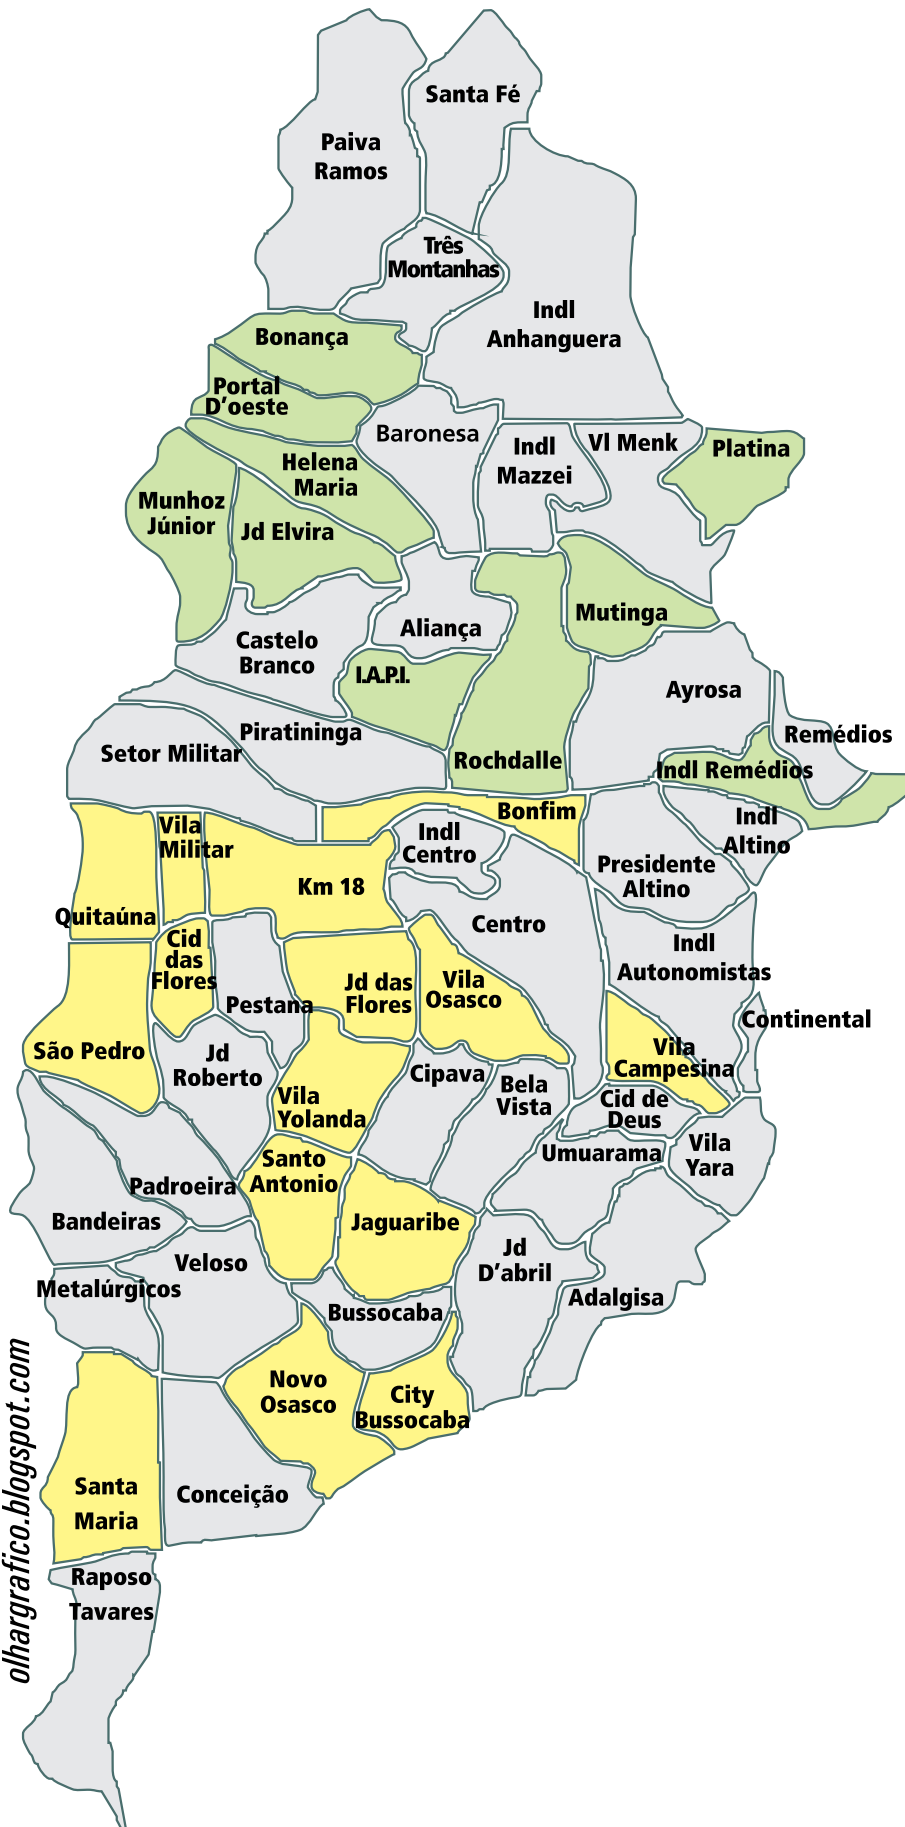 Santa Fé
Paiva
Ramos
Três
Montanhas
Indl
Anhanguera
Bonança
Portal
D'oeste
Baronesa
Vl Menk
Indl
Mazzei
Platina
Helena
Maria
Munhoz
Júnior
Jd Elvira
Mutinga
Aliança
Castelo
Branco
I.A.P.I.
Ayrosa
Piratininga
Remédios
Setor Militar
Rochdalle
Indl Remédios
Bonfim
Indl
Altino
Vila
Militar
Indl
Centro
Presidente
Altino
Km 18
Quitaúna
Centro
Cid
das
Flores
Indl
Autonomistas
Jd das
Flores
Vila
Osasco
Pestana
Continental
São Pedro
Jd
Roberto
Vila
Campesina
Cipava
Bela
Vista
Vila
Yolanda
Cid de
Deus
Santo
Antonio
Umuarama
Vila
Yara
Padroeira
Bandeiras
Jaguaribe
Veloso
Jd
D'abril
Metalúrgicos
Adalgisa
Bussocaba
Novo
Osasco
City
Bussocaba
Santa
Maria
Conceição
Raposo
Tavares
olhargrafico.blogspot.com